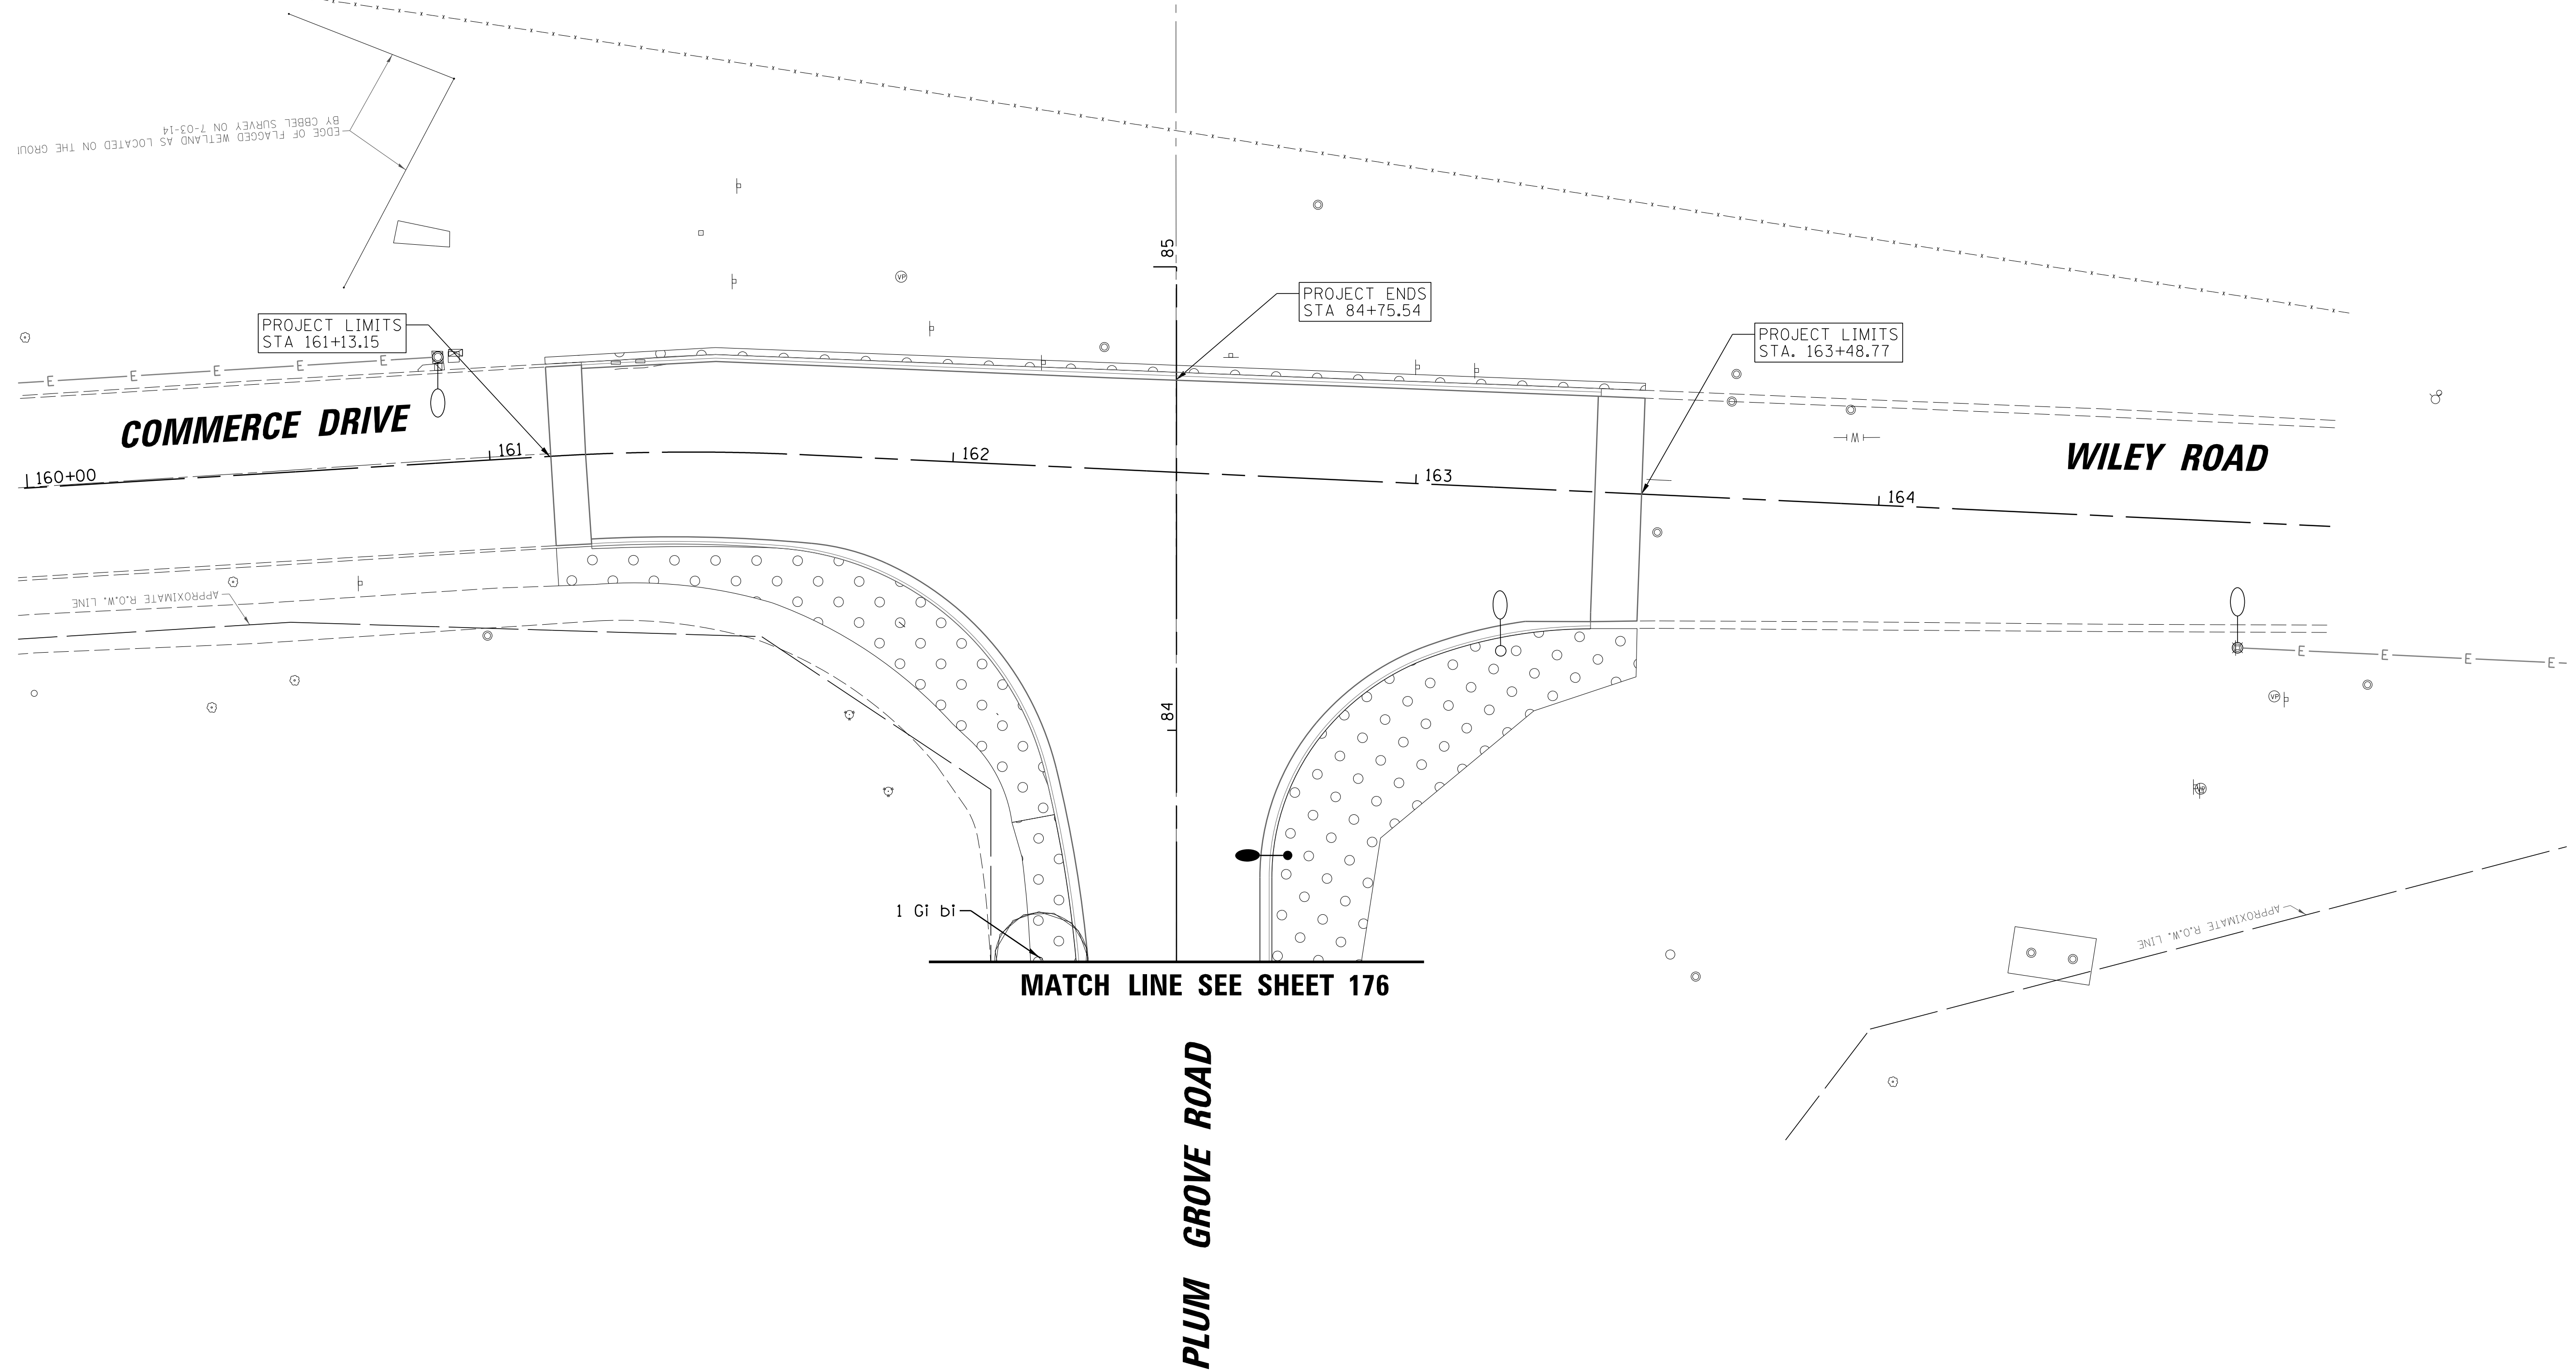 EDGE OF FLAGGED WETLAND AS LOCATED ON THE
BY CBBEL SURVEY ON 7-03-14
85
PROJECT ENDS
STA 84+75.54
PROJECT LIMITS
STA 161+13.15
PROJECT LIMITS
STA. 163+48.77
VP
E E E E E
COMMERCE DRIVE
WILEY ROAD
W
160+00
161
162
163
164
APPROXIMATE R.O.W. LINE
E E E E
VP
84
VP
1 Gi bi
APPROXIMATE R.O.W. LINE
MATCH LINE SEE SHEET 176
PLUM GROVE ROAD